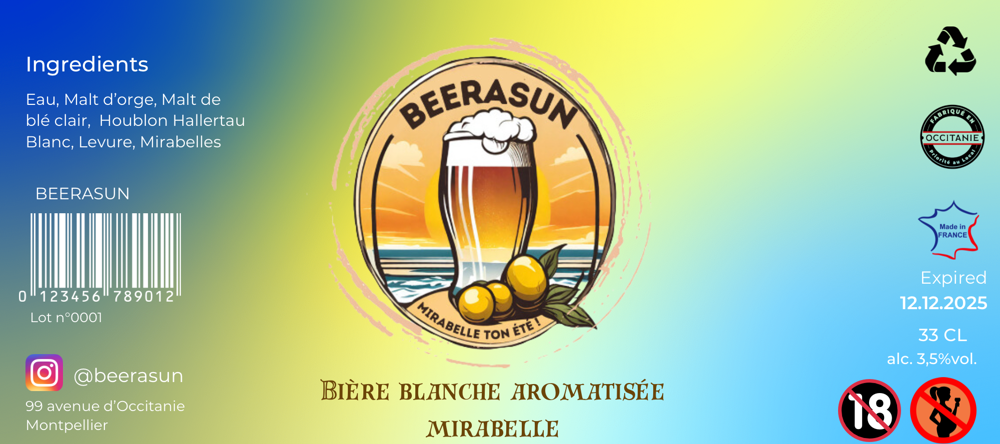 Ingredients
Eau, Malt d’orge, Malt de
blé clair, Houblon Hallertau
Blanc, Levure, Mirabelles
BEERASUN
0 123456 789012
Lot n°0001
@beerasun
99 avenue d’Occitanie
Montpellier
BEERASUN
MIRABELLE TON ÉTÉ !
BIÈRE BLANCHE AROMATISÉE
MIRABELLE
FABRIQUÉ EN
OCCITANIE
Priorité au Local
Made in
FRANCE
Expired
12.12.2025
33 CL
alc. 3,5%vol.
18